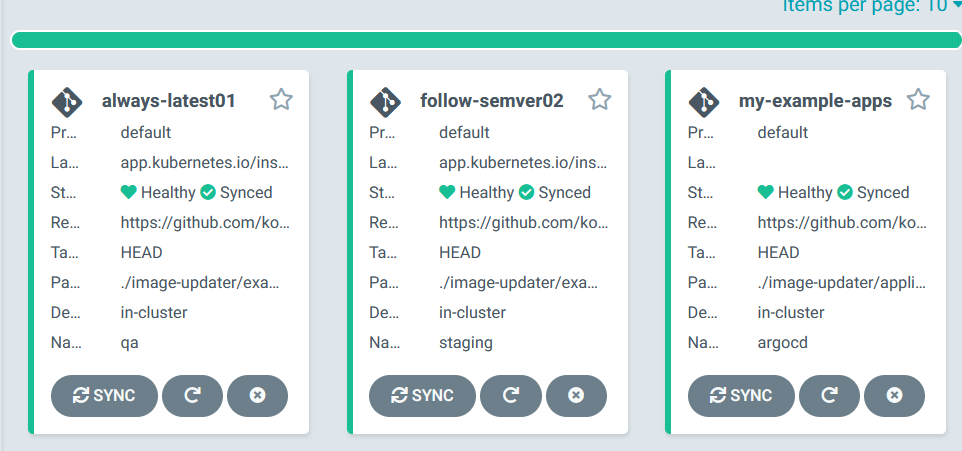 Items per page: 10
always-latest01
Pr... default
La... app.kubernetes.io/ins...
St... Healthy Synced
Re... https://github.com/ko...
Ta... HEAD
Pa... ./image-updater/exa...
De... in-cluster
Na... qa
SYNC
follow-semver02
Pr... default
La... app.kubernetes.io/ins...
St... Healthy Synced
Re... https://github.com/ko...
Ta... HEAD
Pa... ./image-updater/exa...
De... in-cluster
Na... staging
SYNC
my-example-apps
Pr... default
La...
St... Healthy Synced
Re... https://github.com/ko...
Ta... HEAD
Pa... ./image-updater/appli...
De... in-cluster
Na... argocd
SYNC